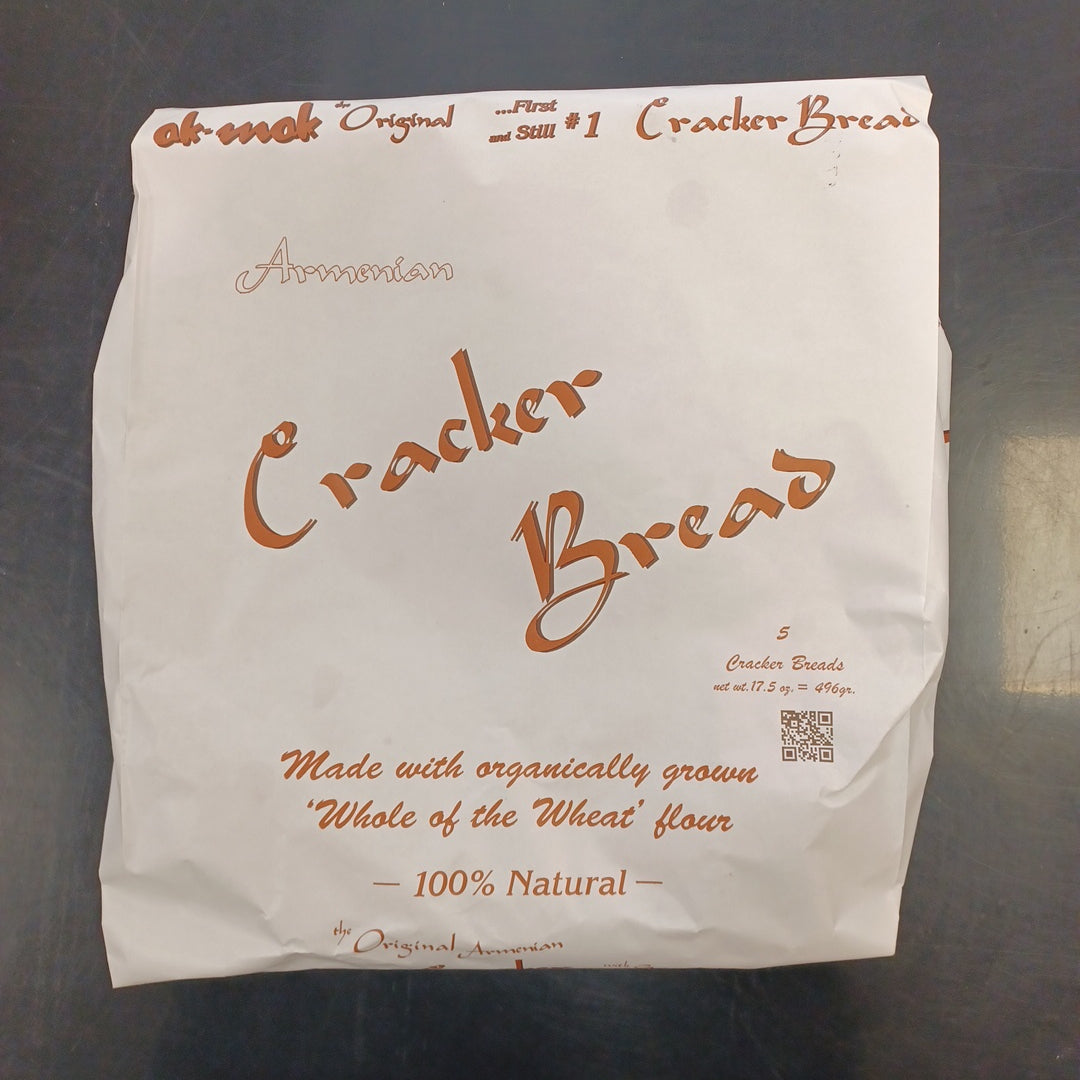 ak-mak the Original ...First and Still #1 Cracker Bread
Armenian
Cracker
Bread
5
Cracker Breads
net wt.17.5 oz. = 496gr.
Made with organically grown
‘Whole of the Wheat’ flour
— 100% Natural —
the Original Armenian